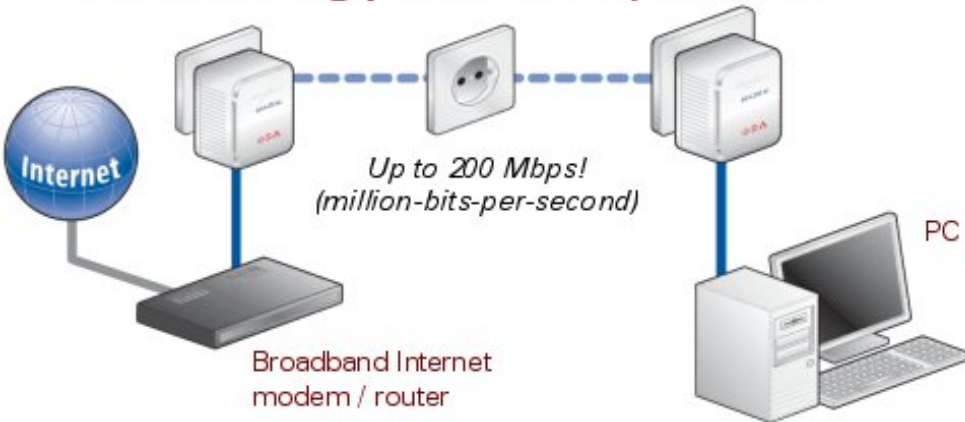 Internet
Up to 200 Mbps!
(million-bits-per-second)
PC
Broadband Internet
modem / router